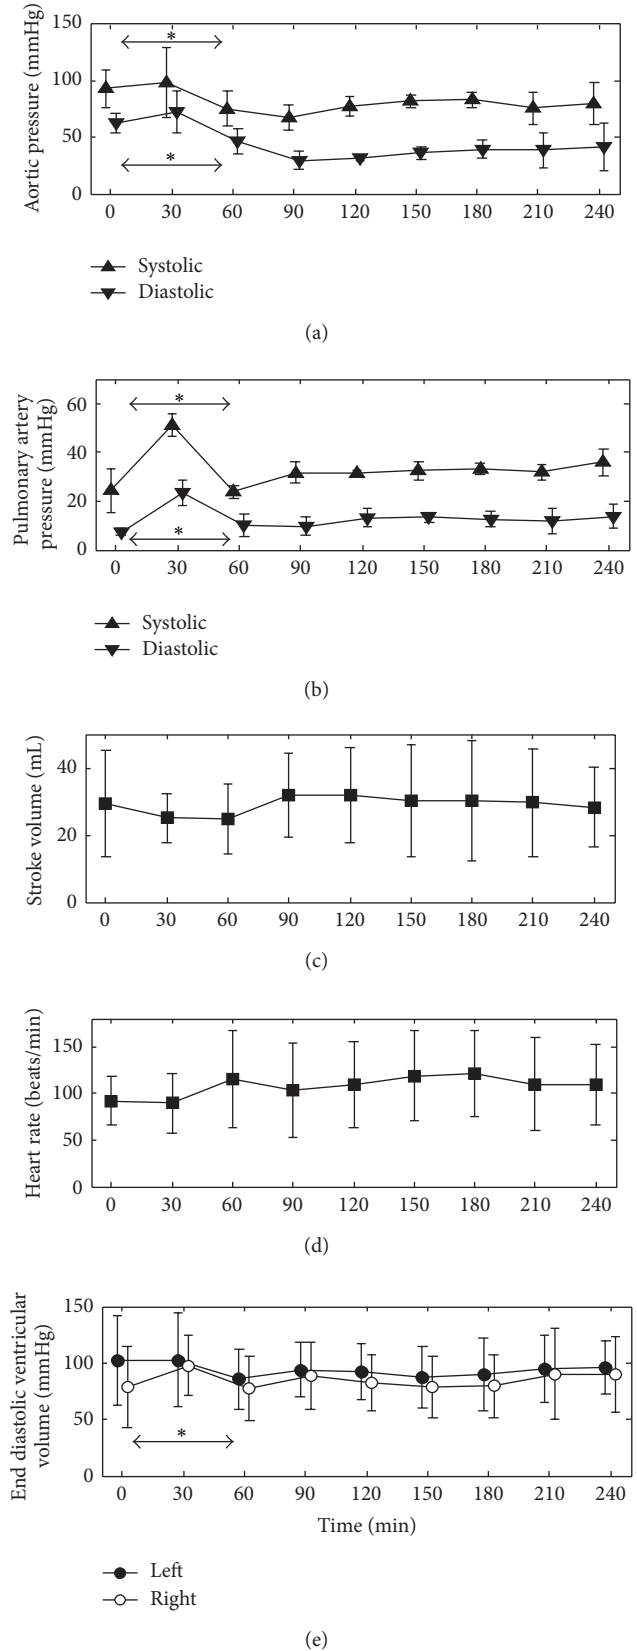 150
100
50
0
Aortic pressure (mmHg)
*
*
0 30 60 90 120 150 180 210 240
Systolic
Diastolic
(a)
60
40
20
0
Pulmonary artery
pressure (mmHg)
*
*
0 30 60 90 120 150 180 210 240
Systolic
Diastolic
(b)
40
20
0
Stroke volume (mL)
0 30 60 90 120 150 180 210 240
(c)
150
100
50
0
Heart rate (beats/min)
0 30 60 90 120 150 180 210 240
(d)
150
100
50
0
End diastolic ventricular
volume (mmHg)
*
0 30 60 90 120 150 180 210 240
Time (min)
Left
Right
(e)